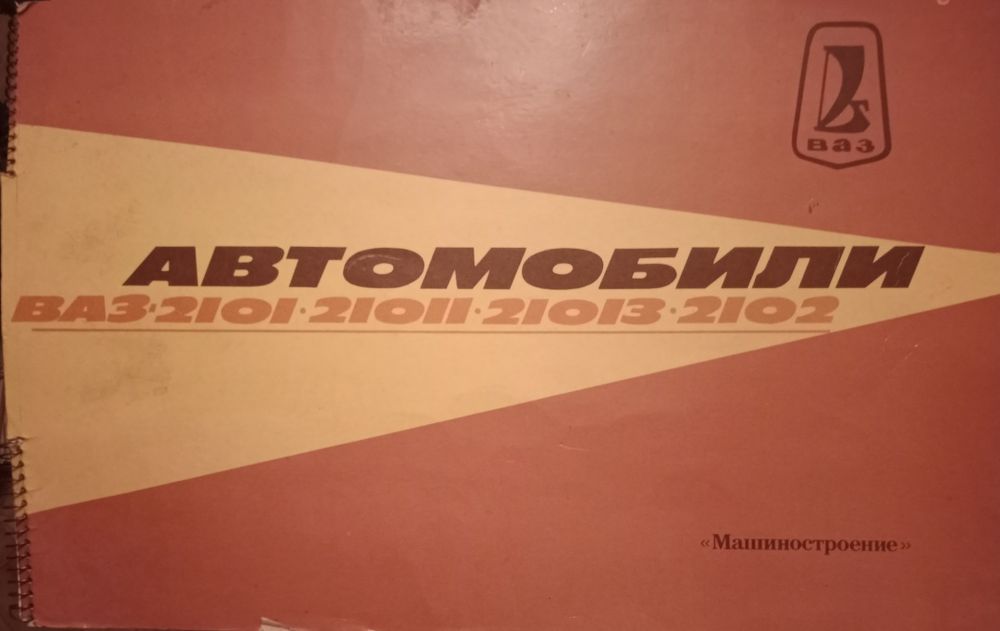 ваз
АВТОМОБИЛИ
ВАЗ·2101·21011·21013·2102
«Машиностроение»